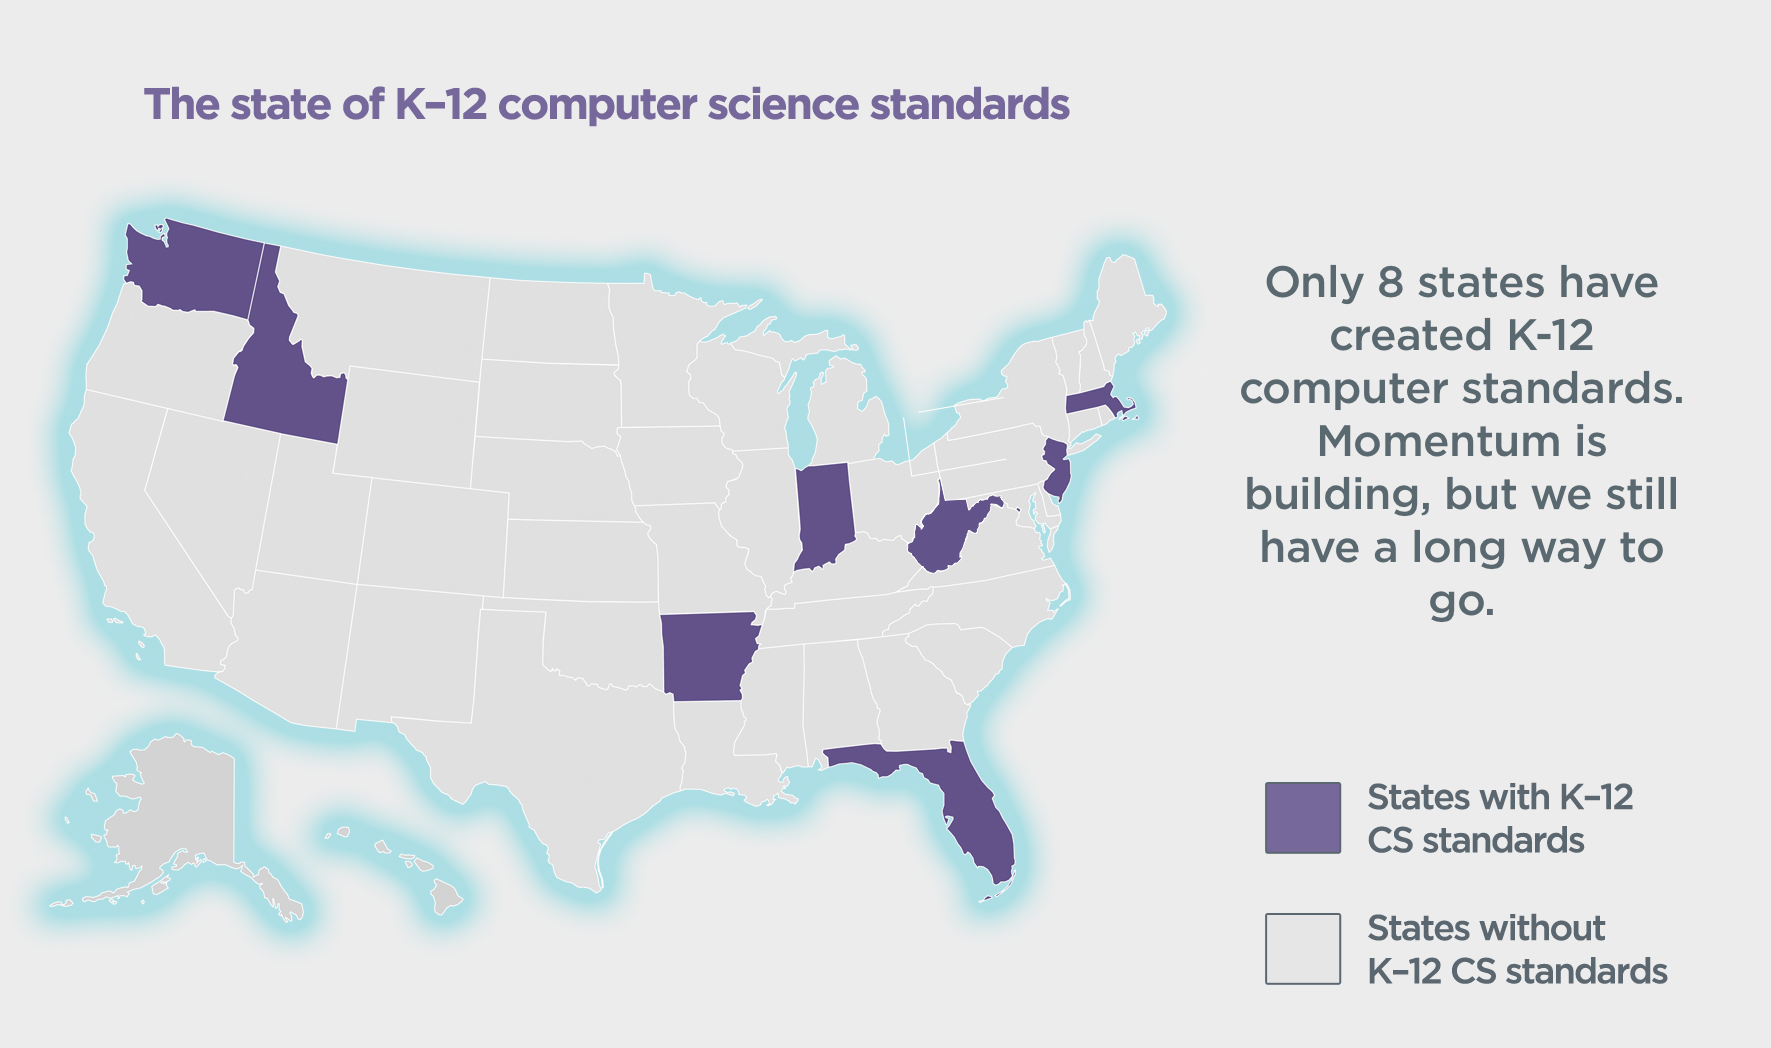 The state of K–12 computer science standards
Only 8 states have
created K-12
computer standards.
Momentum is
building, but we still
have a long way to
go.
States with K–12
CS standards
States without
K–12 CS standards